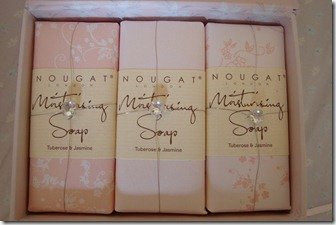 NOUGAT®
LONDON
Moisturising
Soap
Tuberose & Jasmine
NOUGAT®
LONDON
Moisturising
Soap
Tuberose & Jasmine
NOUGAT®
LONDON
Moisturising
Soap
Tuberose & Jasmine